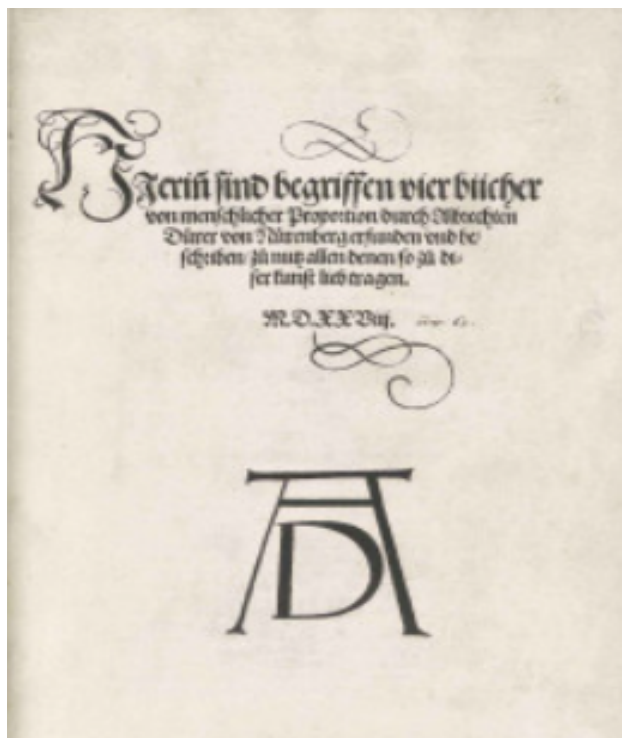 HJeriñ sind begriffen vier bücher
von menschlicher Proportion durch Albrechten
Dürer von Nürenberg erfunden vnd be/
schriben / zů nutz allen denen so zů di/
ser kunst lieb tragen.
M.D.XXViij.
AD